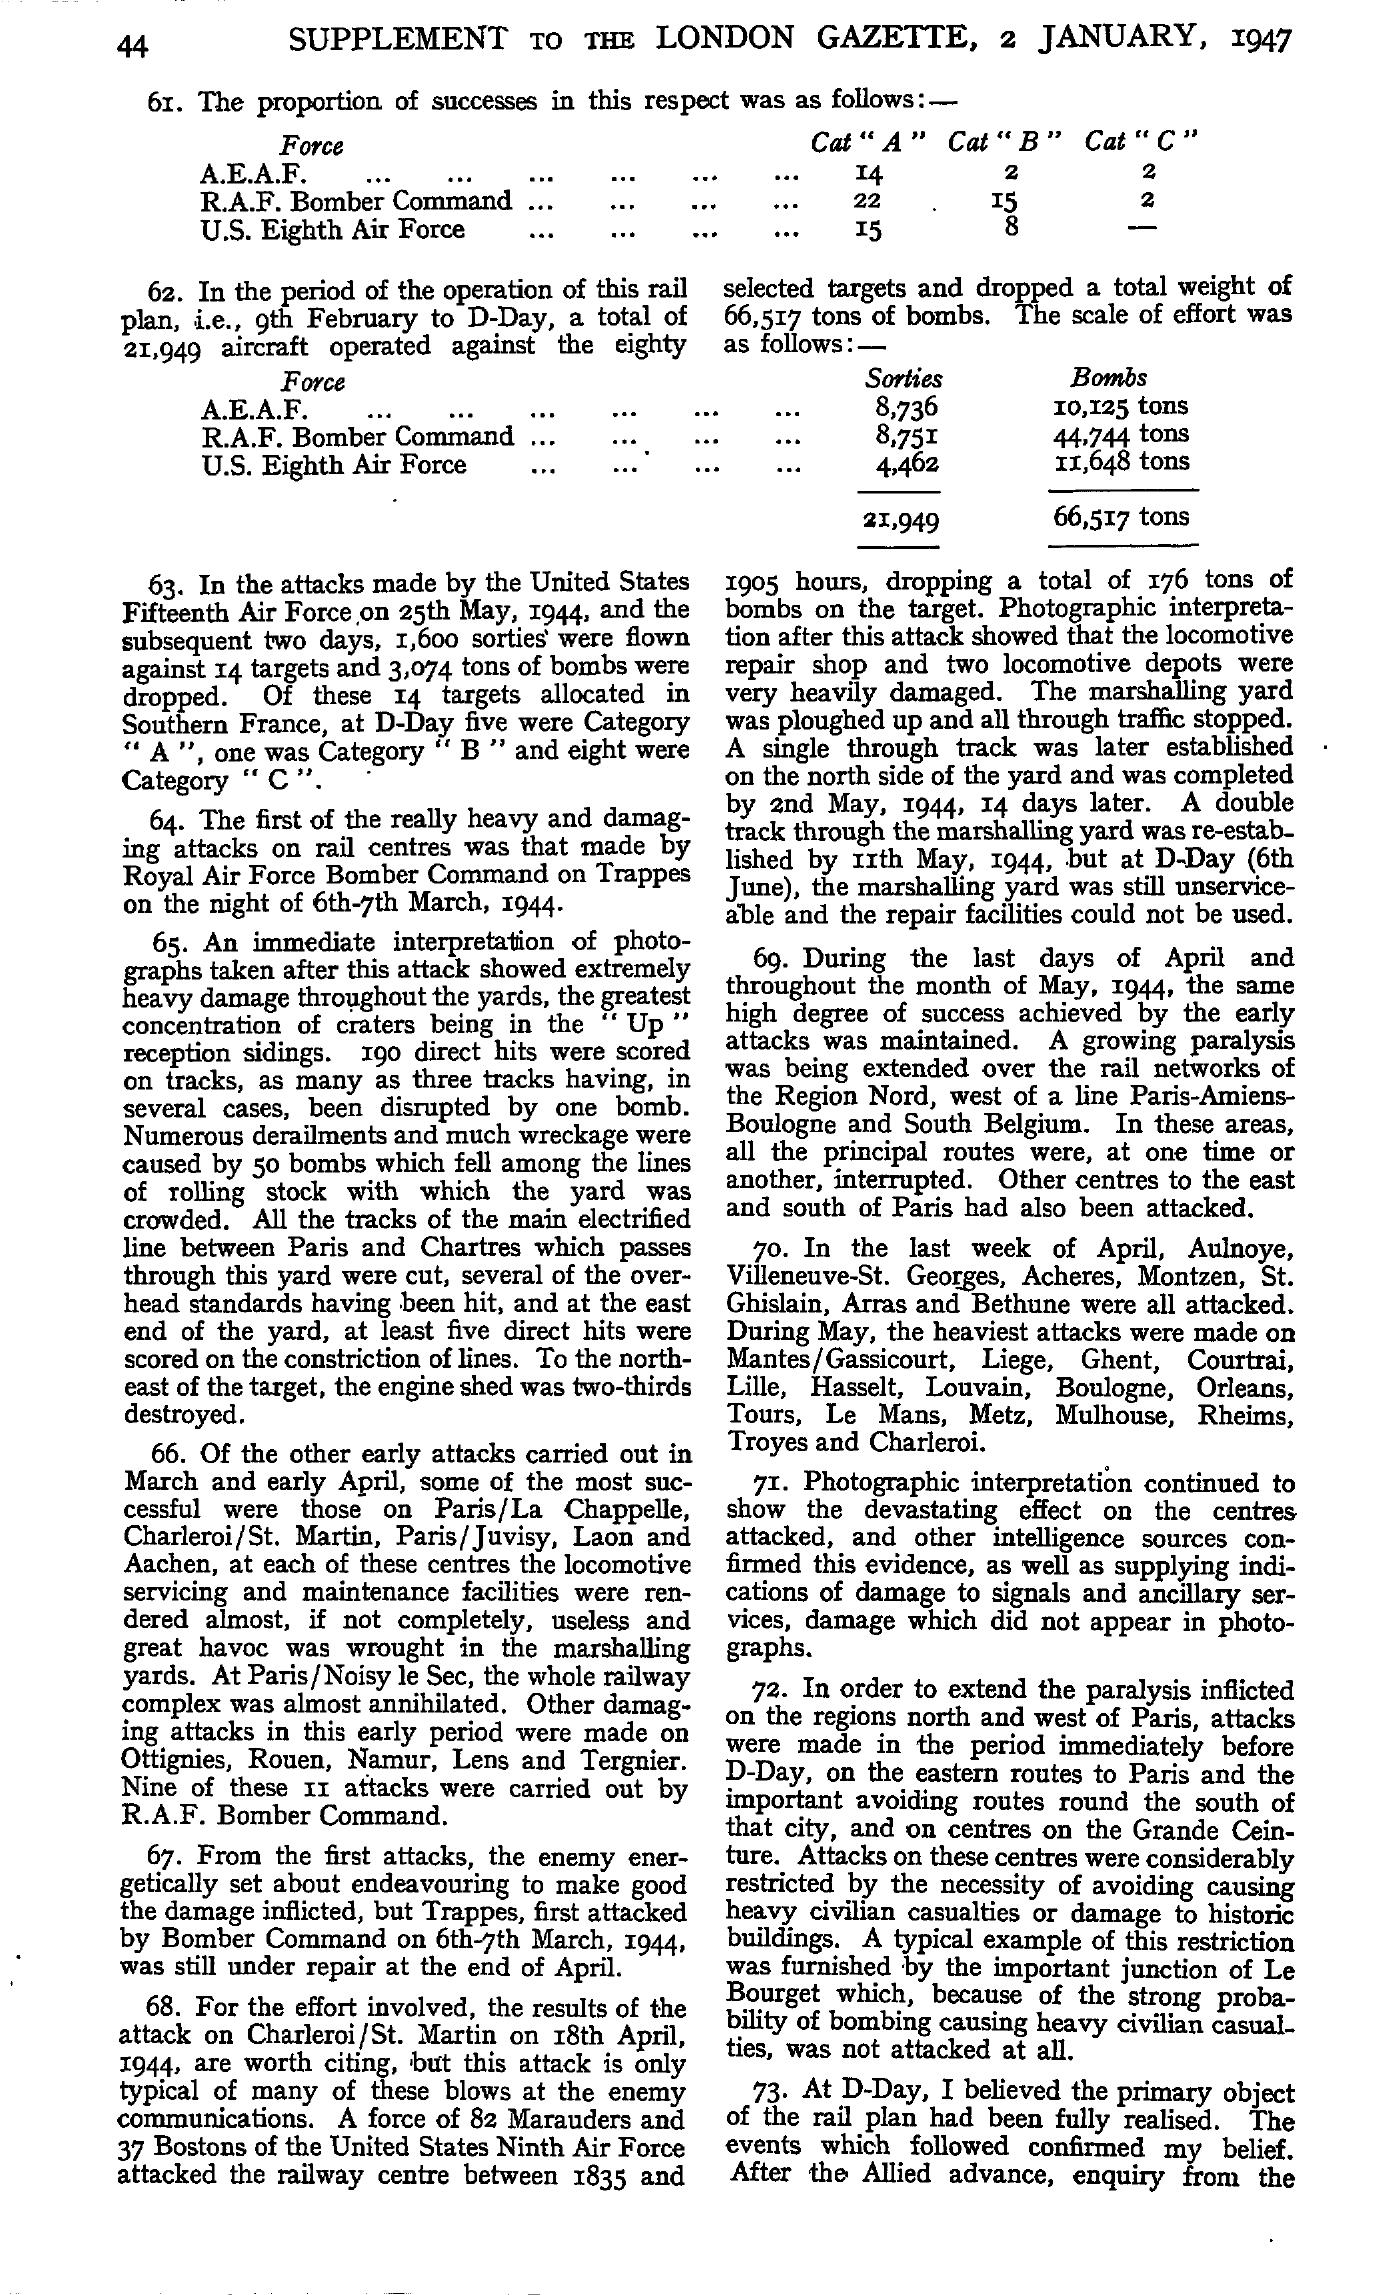 44 SUPPLEMENT TO THE LONDON GAZETTE, 2 JANUARY, 1947
61. The proportion of successes in this respect was as follows:—
Force Cat " A " Cat " B " Cat " C "
A.E.A.F. ... ... ... ... ... ... 14 2 2
R.A.F. Bomber Command ... ... ... ... 22 15 2
U.S. Eighth Air Force ... ... ... ... 15 8 —
62. In the period of the operation of this rail
plan, i.e., 9th February to D-Day, a total of
21,949 aircraft operated against the eighty
selected targets and dropped a total weight of
66,517 tons of bombs. The scale of effort was
as follows:—
Force Sorties Bombs
A.E.A.F. ... ... ... ... ... ... 8,736 10,125 tons
R.A.F. Bomber Command ... ... ... ... 8,751 44,744 tons
U.S. Eighth Air Force ... ... ... ... 4,462 11,648 tons
21,949 66,517 tons
63. In the attacks made by the United States
Fifteenth Air Force on 25th May, 1944, and the
subsequent two days, 1,600 sorties were flown
against 14 targets and 3,074 tons of bombs were
dropped. Of these 14 targets allocated in
Southern France, at D-Day five were Category
" A ", one was Category " B " and eight were
Category " C ".
64. The first of the really heavy and damag-
ing attacks on rail centres was that made by
Royal Air Force Bomber Command on Trappes
on the night of 6th-7th March, 1944.
65. An immediate interpretation of photo-
graphs taken after this attack showed extremely
heavy damage throughout the yards, the greatest
concentration of craters being in the " Up "
reception sidings. 190 direct hits were scored
on tracks, as many as three tracks having, in
several cases, been disrupted by one bomb.
Numerous derailments and much wreckage were
caused by 50 bombs which fell among the lines
of rolling stock with which the yard was
crowded. All the tracks of the main electrified
line between Paris and Chartres which passes
through this yard were cut, several of the over-
head standards having been hit, and at the east
end of the yard, at least five direct hits were
scored on the constriction of lines. To the north-
east of the target, the engine shed was two-thirds
destroyed.
66. Of the other early attacks carried out in
March and early April, some of the most suc-
cessful were those on Paris/La Chappelle,
Charleroi/St. Martin, Paris/Juvisy, Laon and
Aachen, at each of these centres the locomotive
servicing and maintenance facilities were ren-
dered almost, if not completely, useless and
great havoc was wrought in the marshalling
yards. At Paris/Noisy le Sec, the whole railway
complex was almost annihilated. Other damag-
ing attacks in this early period were made on
Ottignies, Rouen, Namur, Lens and Tergnier.
Nine of these 11 attacks were carried out by
R.A.F. Bomber Command.
67. From the first attacks, the enemy ener-
getically set about endeavouring to make good
the damage inflicted, but Trappes, first attacked
by Bomber Command on 6th-7th March, 1944,
was still under repair at the end of April.
68. For the effort involved, the results of the
attack on Charleroi/St. Martin on 18th April,
1944, are worth citing, but this attack is only
typical of many of these blows at the enemy
communications. A force of 82 Marauders and
37 Bostons of the United States Ninth Air Force
attacked the railway centre between 1835 and
1905 hours, dropping a total of 176 tons of
bombs on the target. Photographic interpreta-
tion after this attack showed that the locomotive
repair shop and two locomotive depots were
very heavily damaged. The marshalling yard
was ploughed up and all through traffic stopped.
A single through track was later established
on the north side of the yard and was completed
by 2nd May, 1944, 14 days later. A double
track through the marshalling yard was re-estab-
lished by 11th May, 1944, but at D-Day (6th
June), the marshalling yard was still unservice-
able and the repair facilities could not be used.
69. During the last days of April and
throughout the month of May, 1944, the same
high degree of success achieved by the early
attacks was maintained. A growing paralysis
was being extended over the rail networks of
the Region Nord, west of a line Paris-Amiens-
Boulogne and South Belgium. In these areas,
all the principal routes were, at one time or
another, interrupted. Other centres to the east
and south of Paris had also been attacked.
70. In the last week of April, Aulnoye,
Villeneuve-St. Georges, Acheres, Montzen, St.
Ghislain, Arras and Bethune were all attacked.
During May, the heaviest attacks were made on
Mantes/Gassicourt, Liege, Ghent, Courtrai,
Lille, Hasselt, Louvain, Boulogne, Orleans,
Tours, Le Mans, Metz, Mulhouse, Rheims,
Troyes and Charleroi.
71. Photographic interpretation continued to
show the devastating effect on the centres
attacked, and other intelligence sources con-
firmed this evidence, as well as supplying indi-
cations of damage to signals and ancillary ser-
vices, damage which did not appear in photo-
graphs.
72. In order to extend the paralysis inflicted
on the regions north and west of Paris, attacks
were made in the period immediately before
D-Day, on the eastern routes to Paris and the
important avoiding routes round the south of
that city, and on centres on the Grande Cein-
ture. Attacks on these centres were considerably
restricted by the necessity of avoiding causing
heavy civilian casualties or damage to historic
buildings. A typical example of this restriction
was furnished by the important junction of Le
Bourget which, because of the strong proba-
bility of bombing causing heavy civilian casual-
ties, was not attacked at all.
73. At D-Day, I believed the primary object
of the rail plan had been fully realised. The
events which followed confirmed my belief.
After the Allied advance, enquiry from the